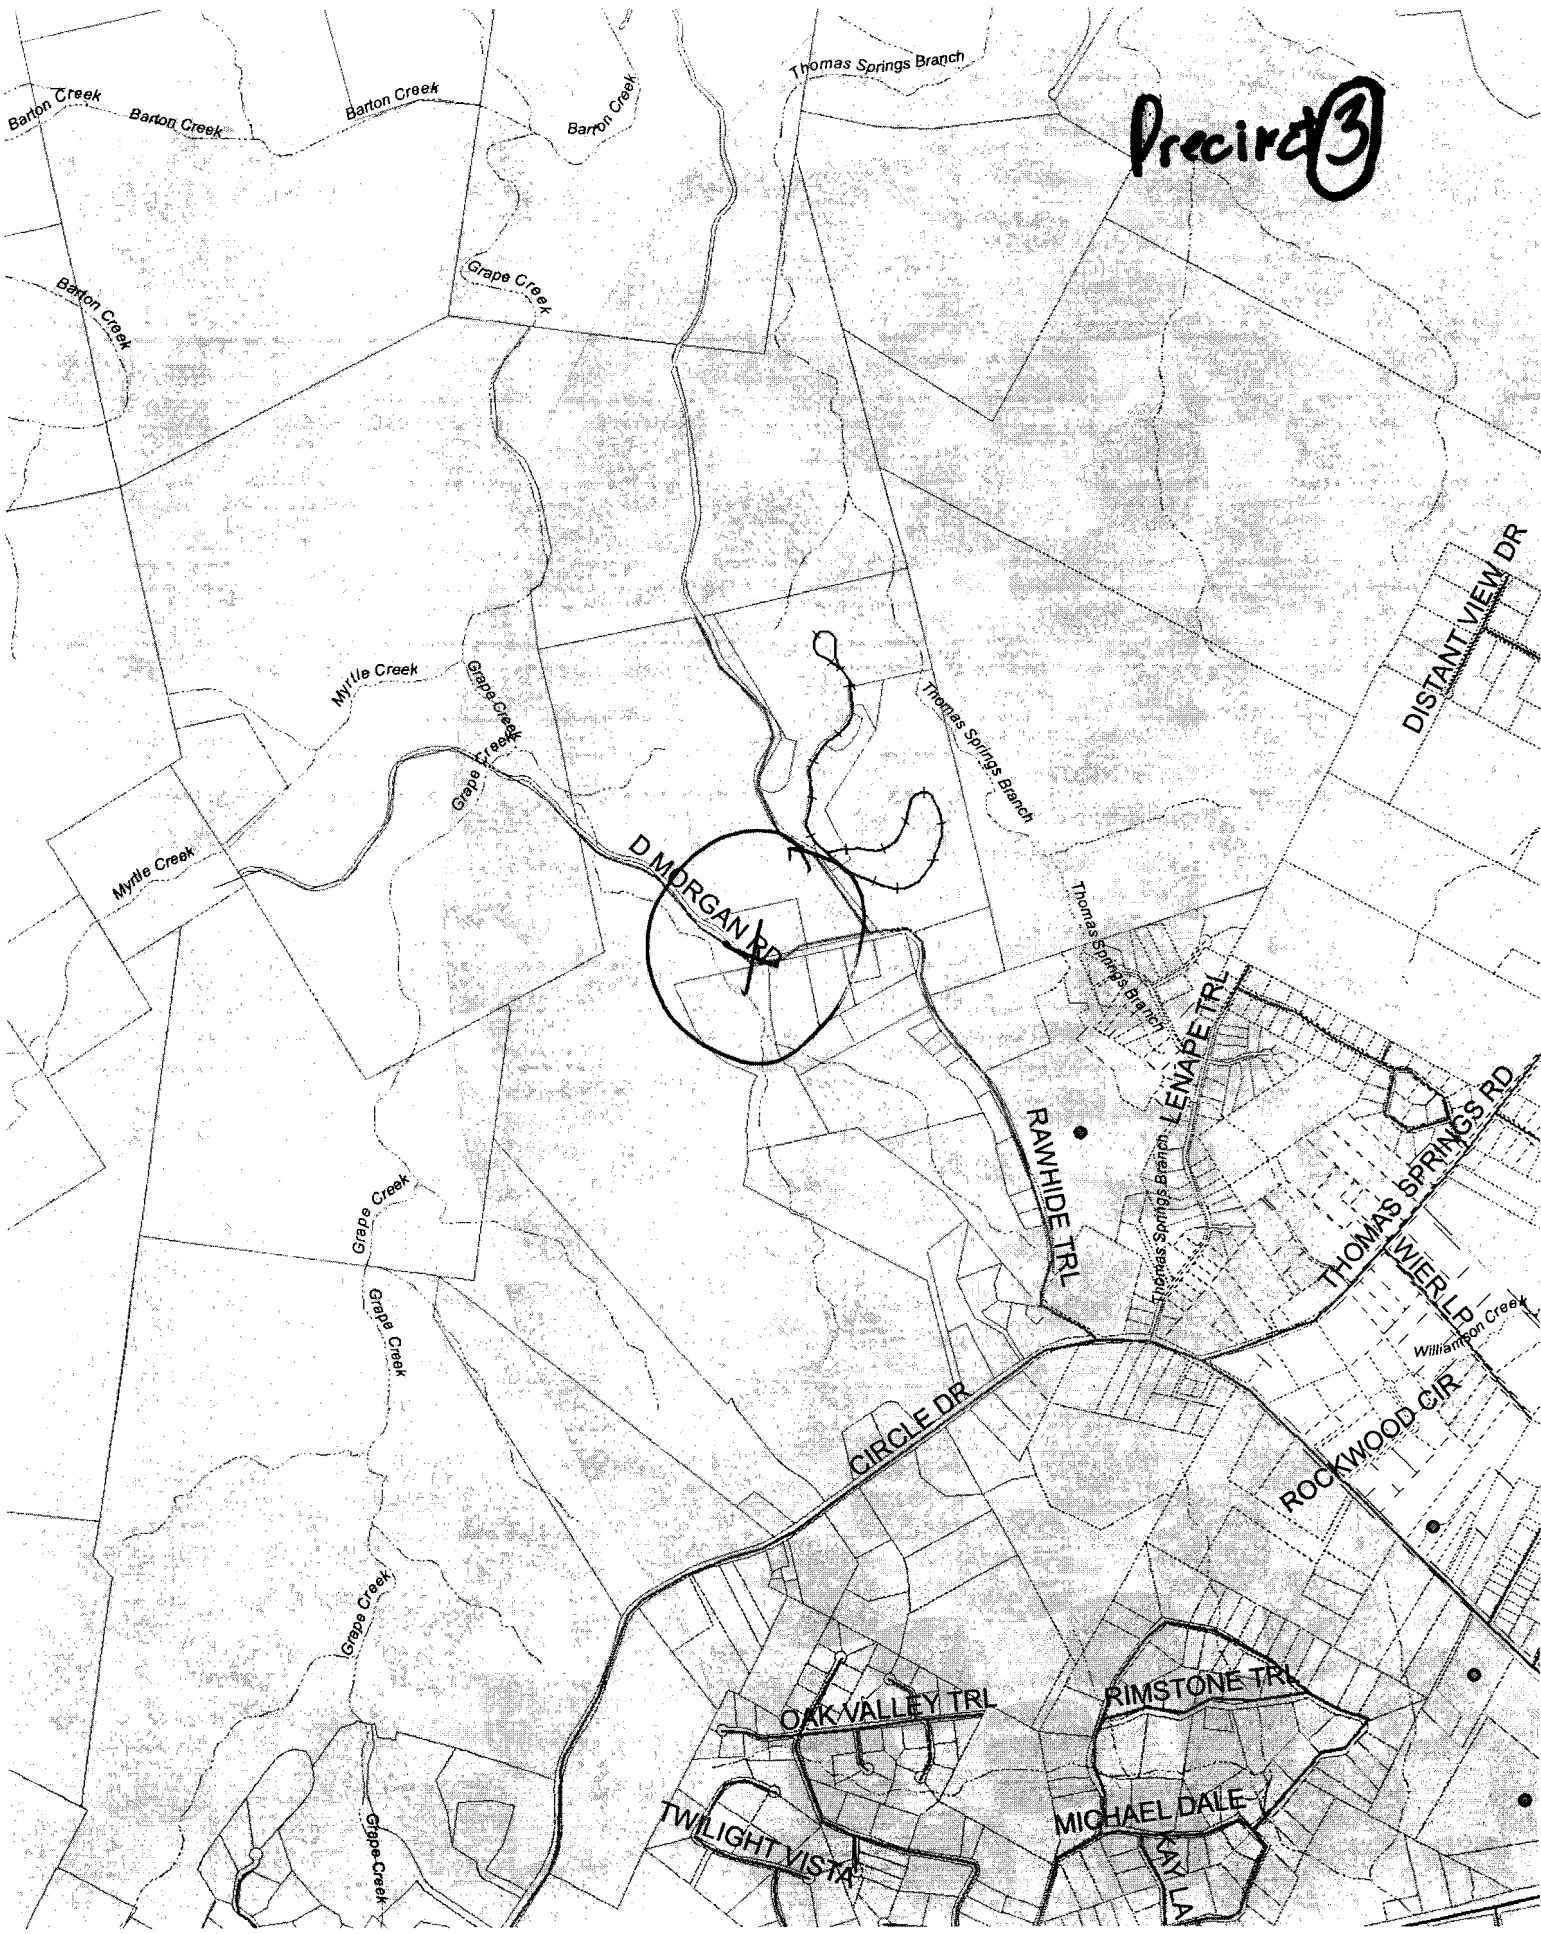 Thomas Springs Branch
Barton Creek
Barton Creek
Barton Creek
Barton Creek
Precinct 3
Grape Creek
Barton Creek
DISTANT VIEW DR
Myrtle Creek
Grape Creek
Thomas Springs Branch
Grape Creek
D MORGAN RD
Myrtle Creek
Thomas Springs Branch
LENAPE TRL
THOMAS SPRINGS RD
RAWHIDE TRL
Thomas Springs Branch
Grape Creek
WIER LP
Williamson Creek
Grape Creek
CIRCLE DR
ROCKWOOD CIR
Grape Creek
OAK VALLEY TRL
RIMSTONE TRL
TWILIGHT VISTA
MICHAEL DALE
KAY LA
Grape Creek